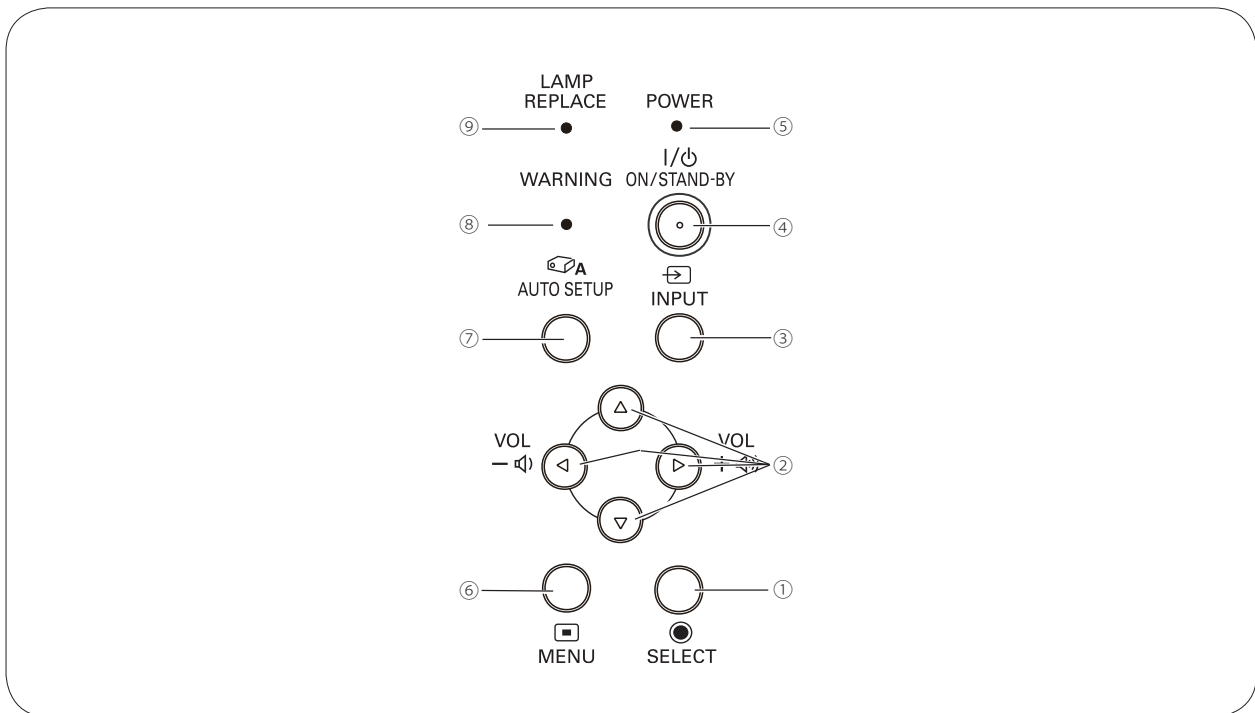 LAMP
REPLACE
POWER
⑨
⑤
I/⏻
WARNING
ON/STAND-BY
⑧
④
A
AUTO SETUP
INPUT
⑦
③
VOL
VOL
−
+
②
⑥
①
MENU
SELECT